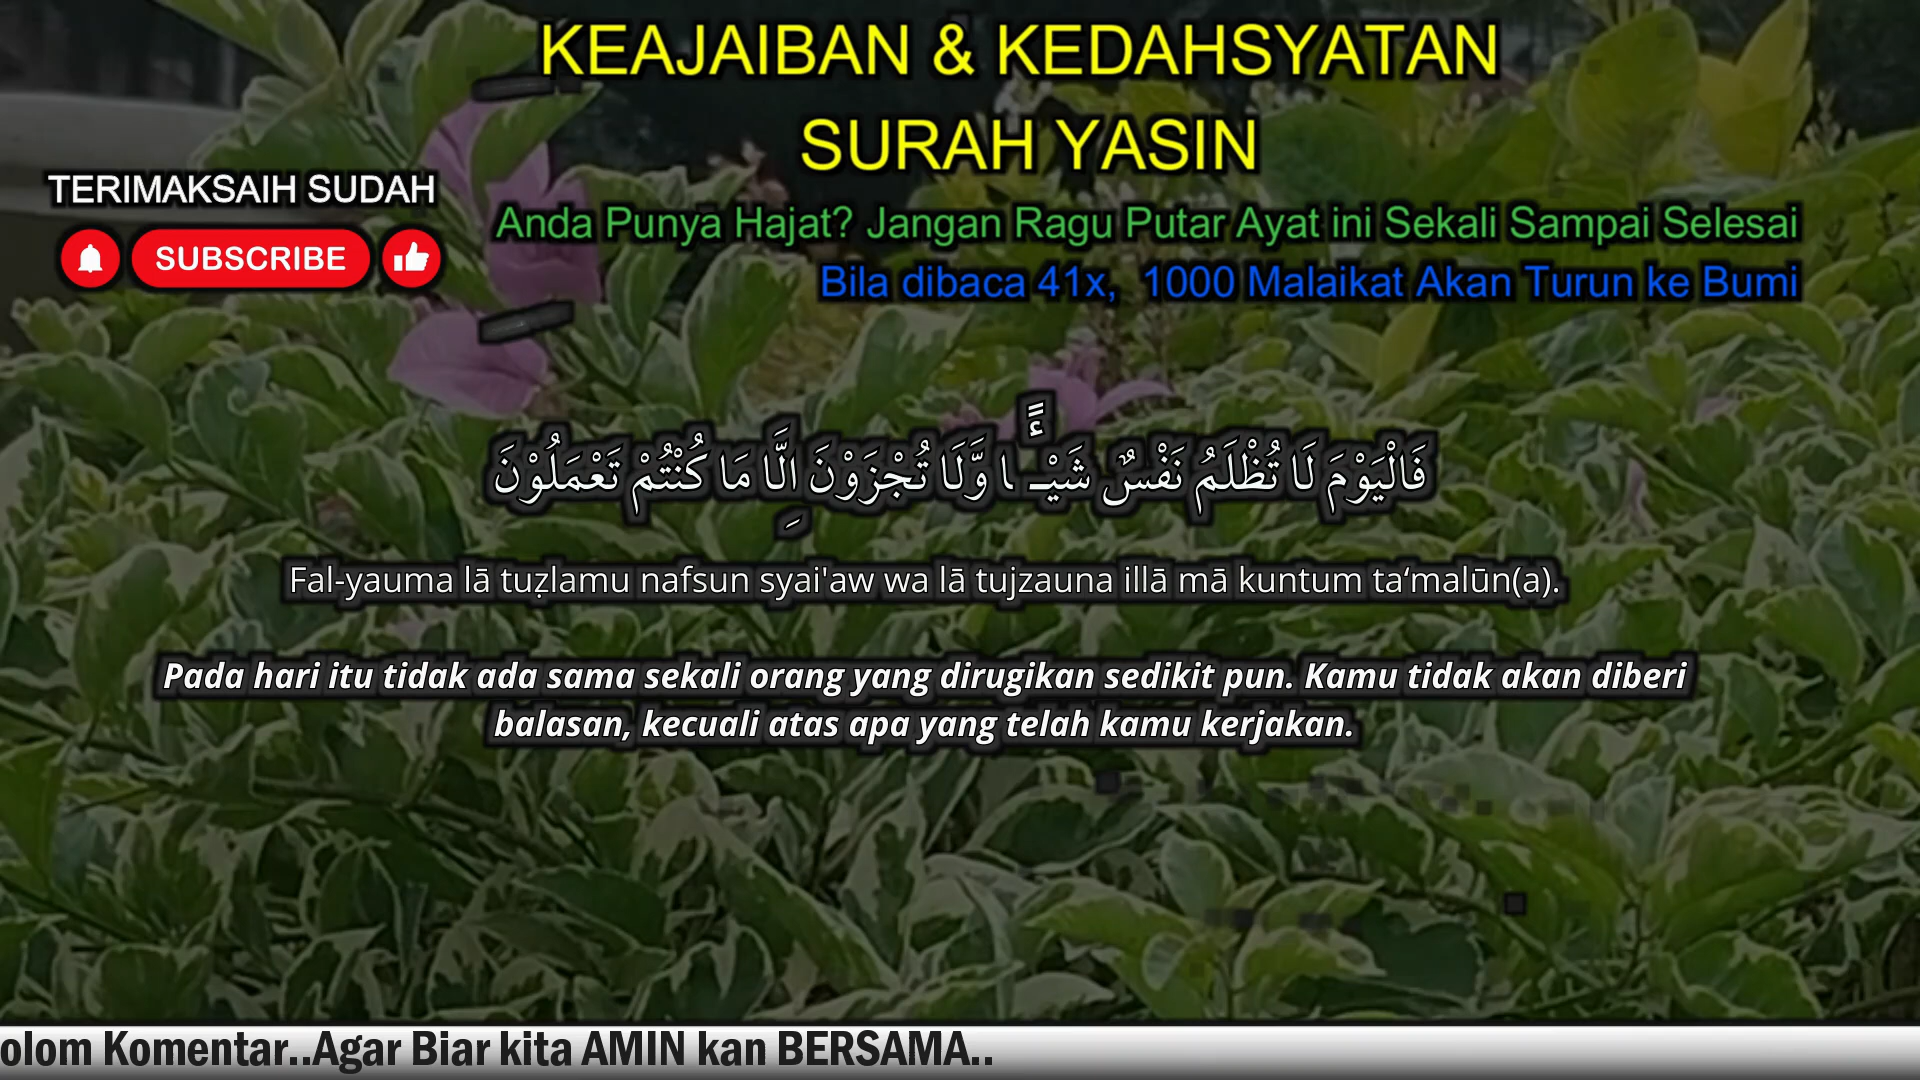 KEAJAIBAN & KEDAHSYATAN
SURAH YASIN
TERIMAKSAIH SUDAH
SUBSCRIBE
Anda Punya Hajat? Jangan Ragu Putar Ayat ini Sekali Sampai Selesai
Bila dibaca 41x, 1000 Malaikat Akan Turun ke Bumi
فَالْيَوْمَ لَا تُظْلَمُ نَفْسٌ شَيْـًٔا وَّلَا تُجْزَوْنَ اِلَّا مَا كُنْتُمْ تَعْمَلُوْنَ
Fal-yauma lā tuẓlamu nafsun syai'aw wa lā tujzauna illā mā kuntum ta‘malūn(a).
Pada hari itu tidak ada sama sekali orang yang dirugikan sedikit pun. Kamu tidak akan diberi
balasan, kecuali atas apa yang telah kamu kerjakan.
olom Komentar..Agar Biar kita AMIN kan BERSAMA..